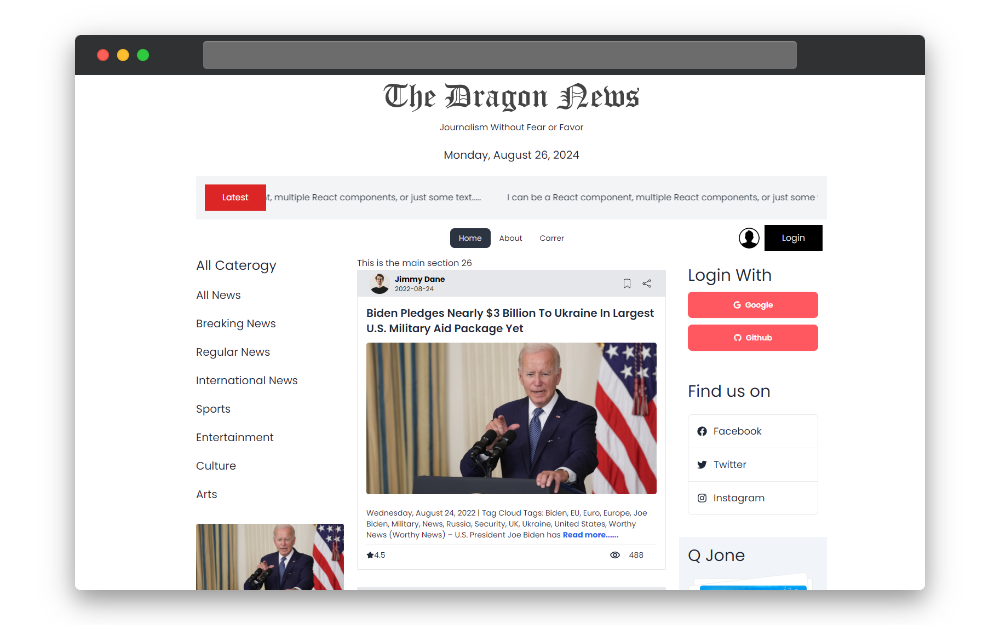 The Dragon News
Journalism Without Fear or Favor
Monday, August 26, 2024
Latest
multiple React components, or just some text.....
I can be a React component, multiple React components, or just some
Home
About
Carrer
Login
All Caterogy
All News
Breaking News
Regular News
International News
Sports
Entertainment
Culture
Arts
This is the main section 26
Jimmy Dane
2022-08-24
Biden Pledges Nearly $3 Billion To Ukraine In Largest
U.S. Military Aid Package Yet
Wednesday, August 24, 2022 | Tag Cloud Tags: Biden, EU, Euro, Europe, Joe
Biden, Military, News, Russia, Security, UK, Ukraine, United States, Worthy
News (Worthy News) – U.S. President Joe Biden has Read more......
4.5
488
Login With
Google
Github
Find us on
Facebook
Twitter
Instagram
Q Jone